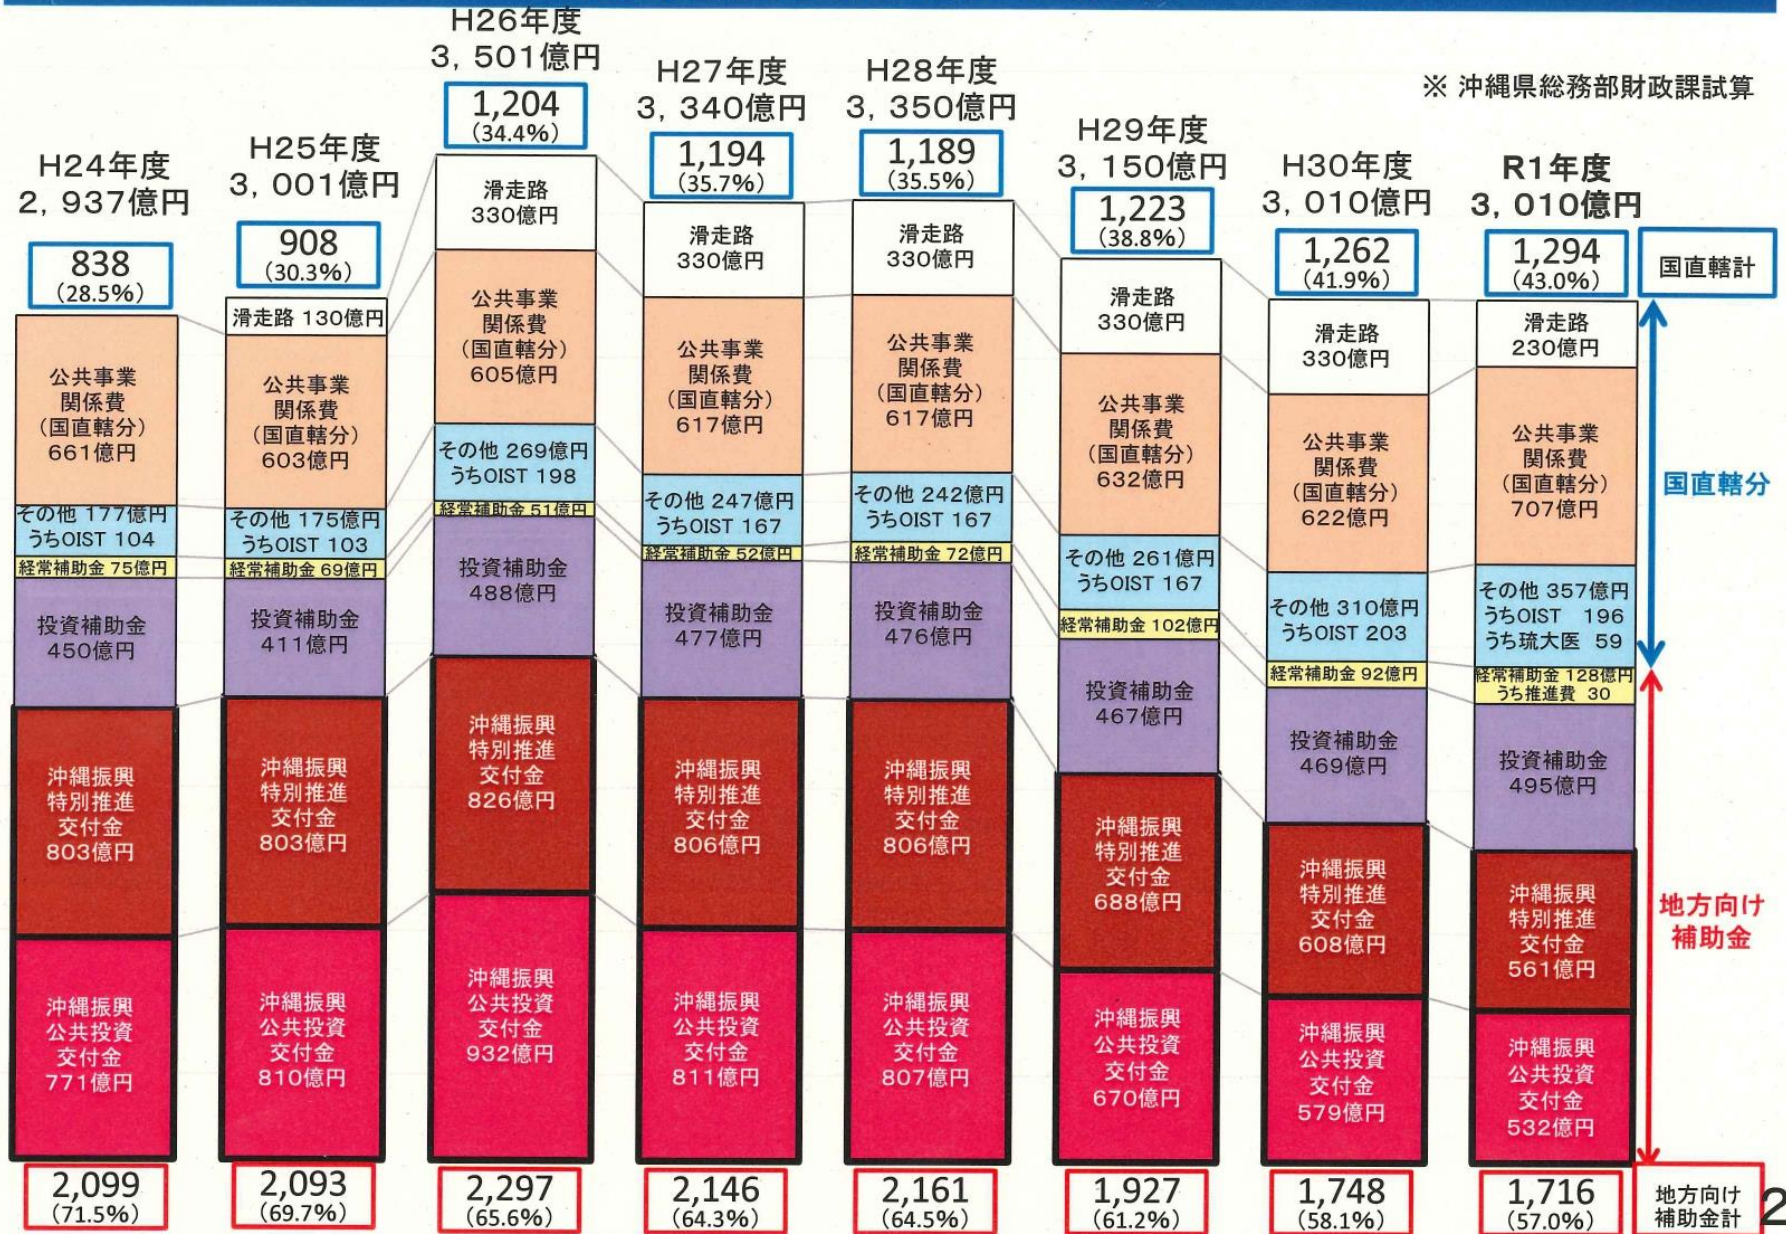 H24年度
2, 937億円
838
(28.5%)
公共事業
関係費
(国直轄分)
661億円
その他 177億円
うちOIST 104
経常補助金 75億円
投資補助金
450億円
沖縄振興
特別推進
交付金
803億円
沖縄振興
公共投資
交付金
771億円
2,099
(71.5%)
H25年度
3, 001億円
908
(30.3%)
滑走路 130億円
公共事業
関係費
(国直轄分)
603億円
その他 175億円
うちOIST 103
経常補助金 69億円
投資補助金
411億円
沖縄振興
特別推進
交付金
803億円
沖縄振興
公共投資
交付金
810億円
2,093
(69.7%)
H26年度
3, 501億円
1,204
(34.4%)
滑走路
330億円
公共事業
関係費
(国直轄分)
605億円
その他 269億円
うちOIST 198
経常補助金 51億円
投資補助金
488億円
沖縄振興
特別推進
交付金
826億円
沖縄振興
公共投資
交付金
932億円
2,297
(65.6%)
H27年度
3, 340億円
1,194
(35.7%)
滑走路
330億円
公共事業
関係費
(国直轄分)
617億円
その他 247億円
うちOIST 167
経常補助金 52億円
投資補助金
477億円
沖縄振興
特別推進
交付金
806億円
沖縄振興
公共投資
交付金
811億円
2,146
(64.3%)
H28年度
3, 350億円
1,189
(35.5%)
滑走路
330億円
公共事業
関係費
(国直轄分)
617億円
その他 242億円
うちOIST 167
経常補助金 72億円
投資補助金
476億円
沖縄振興
特別推進
交付金
806億円
沖縄振興
公共投資
交付金
807億円
2,161
(64.5%)
H29年度
3, 150億円
1,223
(38.8%)
滑走路
330億円
公共事業
関係費
(国直轄分)
632億円
その他 261億円
うちOIST 167
経常補助金 102億円
投資補助金
467億円
沖縄振興
特別推進
交付金
688億円
沖縄振興
公共投資
交付金
670億円
1,927
(61.2%)
H30年度
3, 010億円
1,262
(41.9%)
滑走路
330億円
公共事業
関係費
(国直轄分)
622億円
その他 310億円
うちOIST 203
経常補助金 92億円
投資補助金
469億円
沖縄振興
特別推進
交付金
608億円
沖縄振興
公共投資
交付金
579億円
1,748
(58.1%)
※ 沖縄県総務部財政課試算
R1年度
3, 010億円
1,294
(43.0%)
滑走路
230億円
公共事業
関係費
(国直轄分)
707億円
その他 357億円
うちOIST 196
うち琉大医 59
経常補助金 128億円
うち推進費 30
投資補助金
495億円
沖縄振興
特別推進
交付金
561億円
沖縄振興
公共投資
交付金
532億円
1,716
(57.0%)
国直轄計
国直轄分
地方向け
補助金
地方向け
補助金計
2